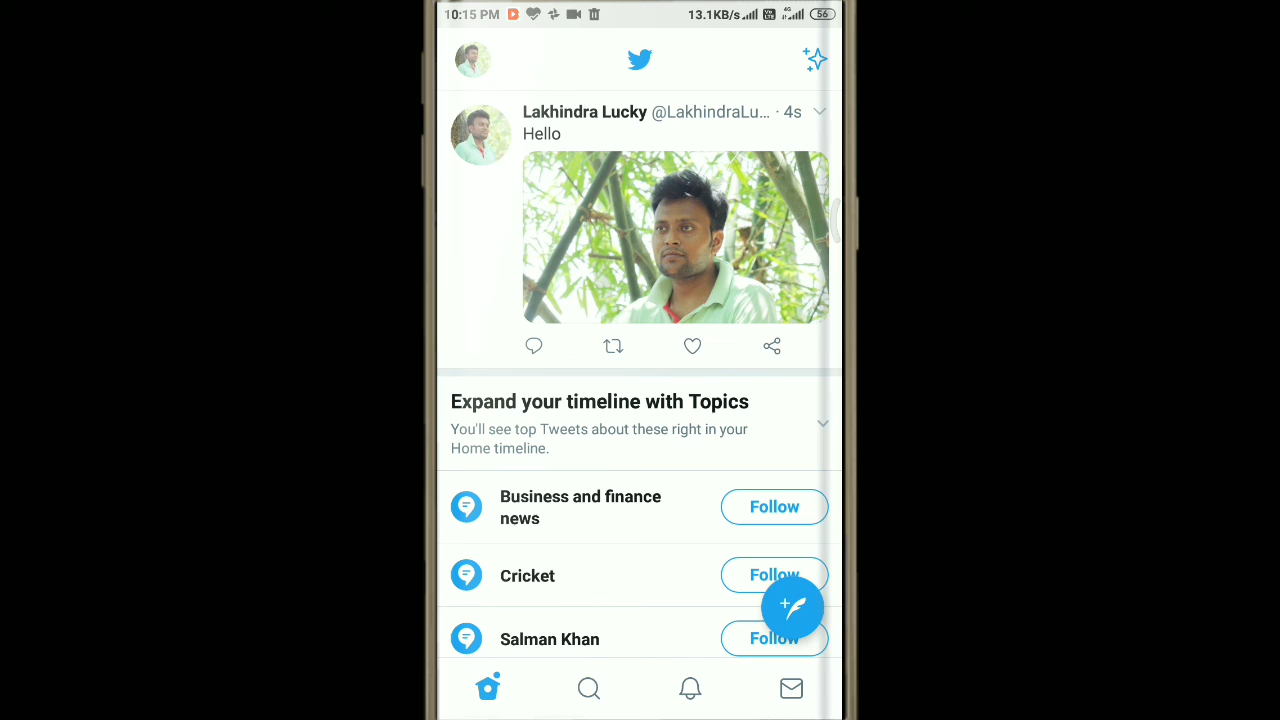 10:15 PM 13.1KB/s 4G 56
Lakhindra Lucky @LakhindraLu... · 4s
Hello
Expand your timeline with Topics
You'll see top Tweets about these right in your
Home timeline.
Business and finance
news
Follow
Cricket
Follow
Salman Khan
Follow